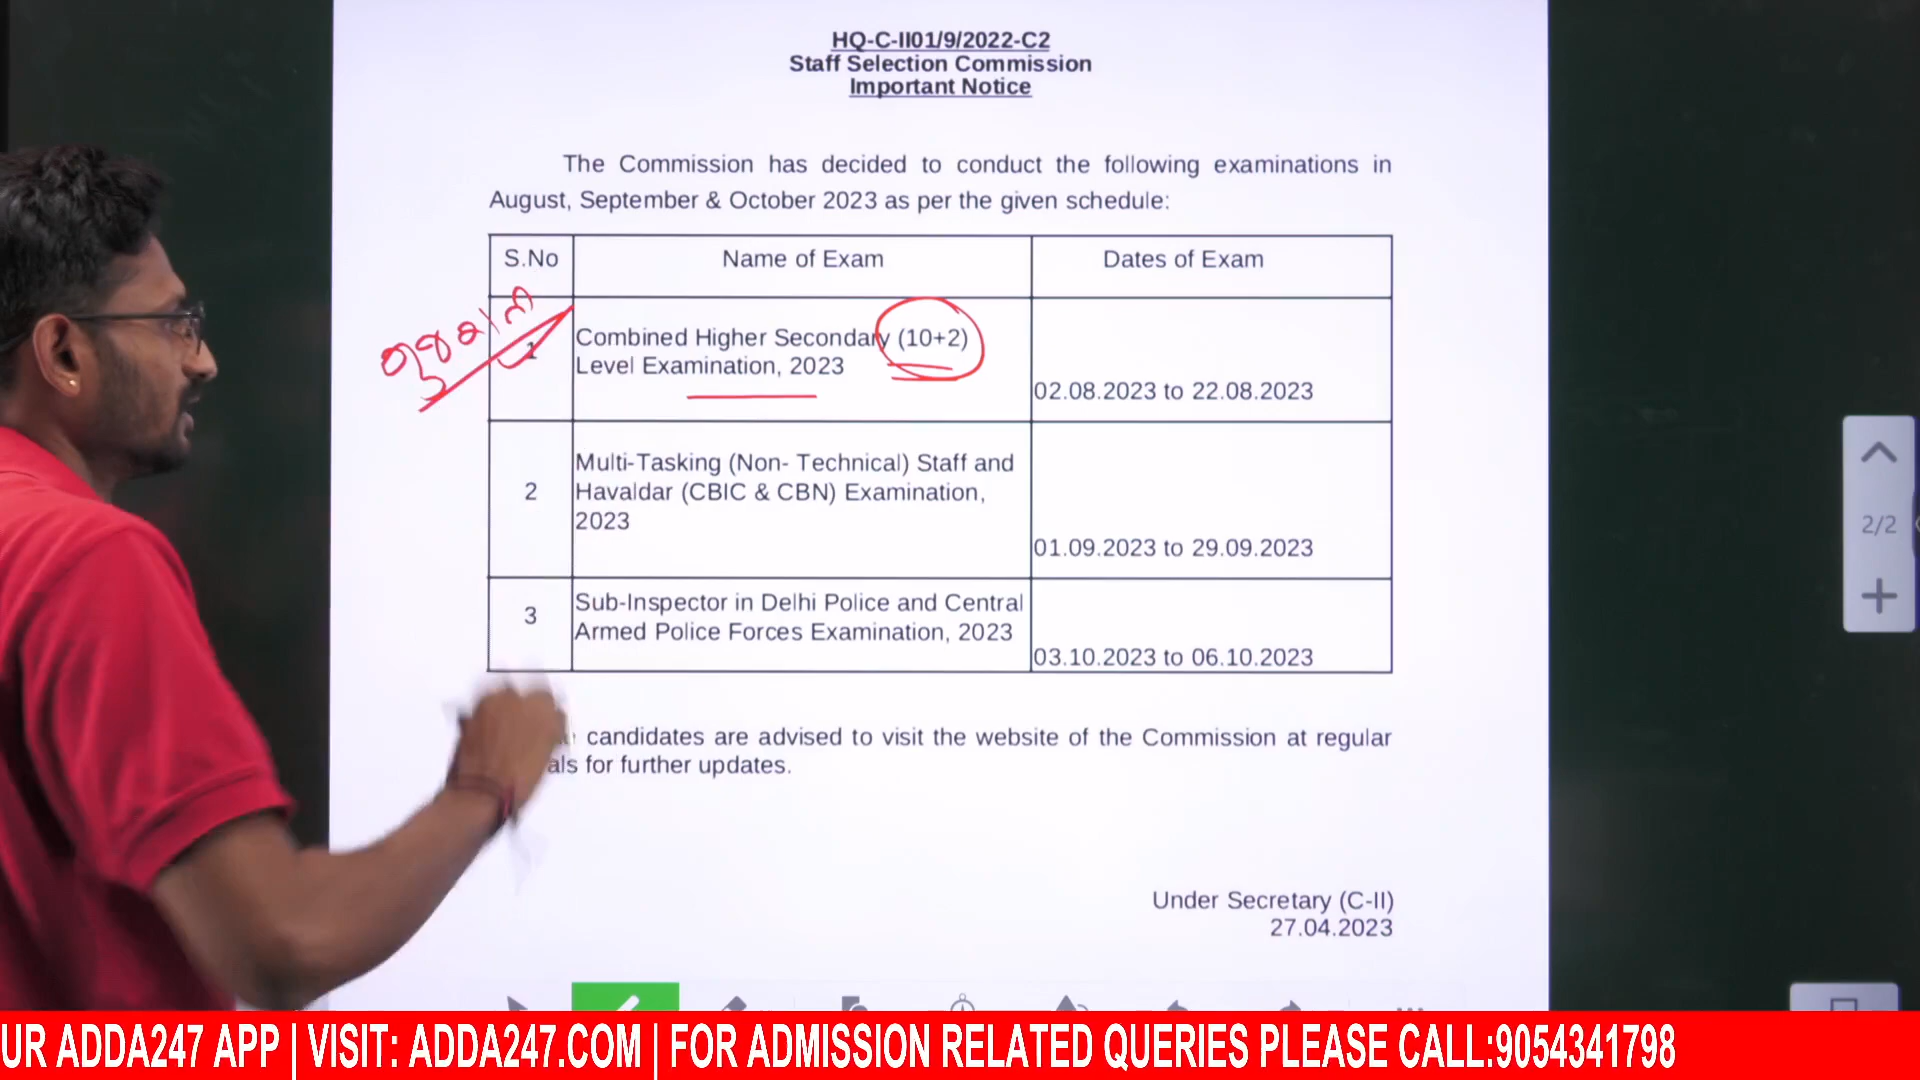 HQ-C-II01/9/2022-C2
Staff Selection Commission
Important Notice
The Commission has decided to conduct the following examinations in
August, September & October 2023 as per the given schedule:
S.No Name of Exam Dates of Exam
1 Combined Higher Secondary (10+2)
Level Examination, 2023
02.08.2023 to 22.08.2023
2 Multi-Tasking (Non- Technical) Staff and
Havaldar (CBIC & CBN) Examination,
2023
01.09.2023 to 29.09.2023
3 Sub-Inspector in Delhi Police and Central
Armed Police Forces Examination, 2023
03.10.2023 to 06.10.2023
candidates are advised to visit the website of the Commission at regular
als for further updates.
Under Secretary (C-II)
27.04.2023
2/2
UR ADDA247 APP | VISIT: ADDA247.COM | FOR ADMISSION RELATED QUERIES PLEASE CALL:9054341798